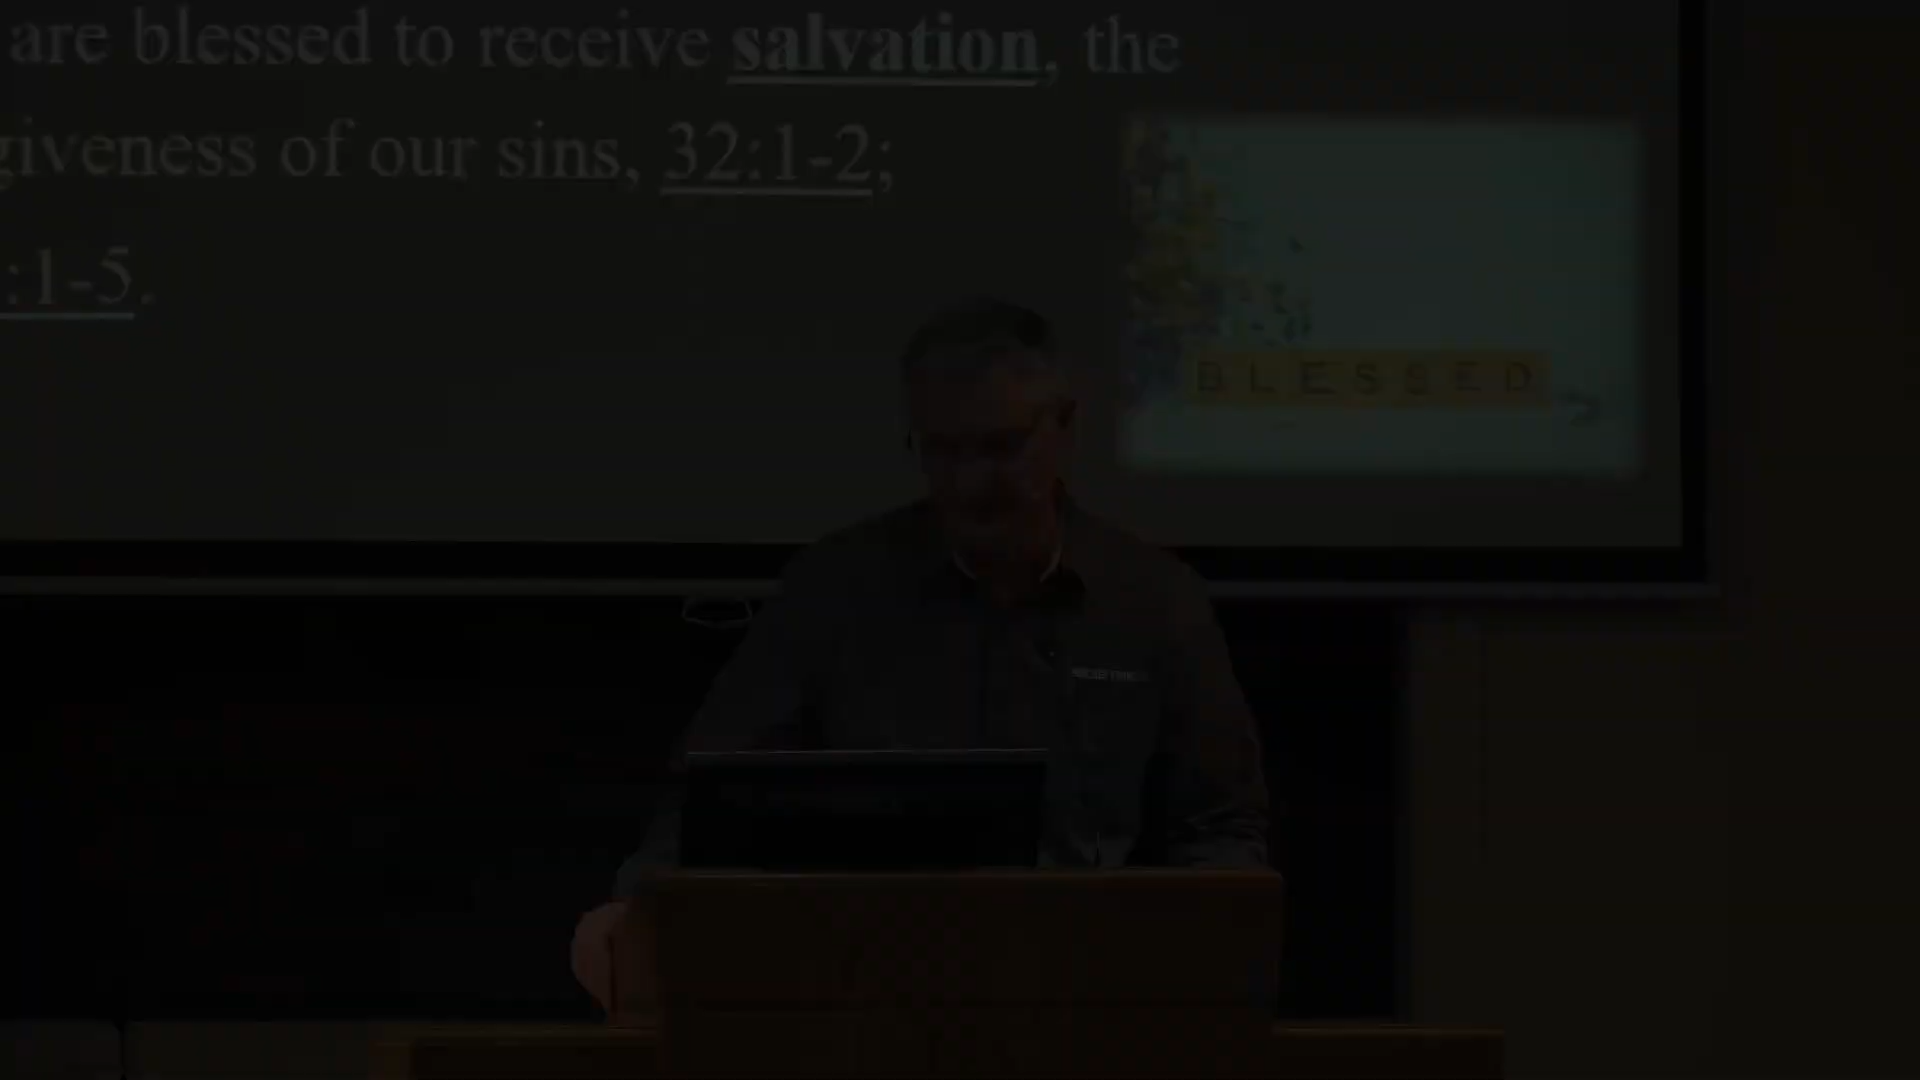 are blessed to receive salvation, the
giveness of our sins, 32:1-2;
:1-5.
BLESSED